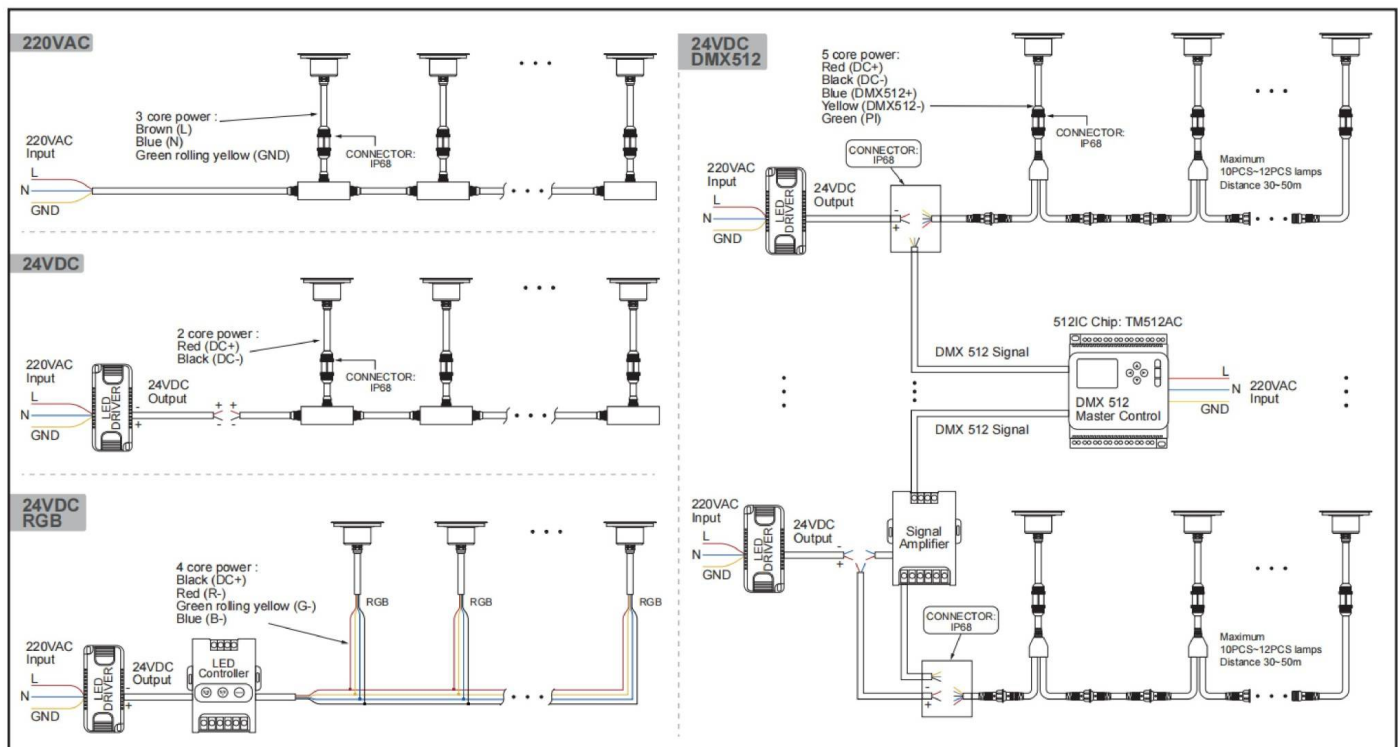 220VAC
3 core power :
Brown (L)
Blue (N)
Green rolling yellow (GND)
CONNECTOR:
IP68
220VAC
Input
L
N
GND
24VDC
2 core power :
Red (DC+)
Black (DC-)
CONNECTOR:
IP68
220VAC
Input
L
N
GND
LED
DRIVER
24VDC
Output
-
+
+
-
+
-
24VDC
RGB
4 core power :
Black (DC+)
Red (R-)
Green rolling yellow (G-)
Blue (B-)
RGB
RGB
RGB
220VAC
Input
L
N
GND
LED
DRIVER
24VDC
Output
-
+
LED
Controller
24VDC
DMX512
5 core power:
Red (DC+)
Black (DC-)
Blue (DMX512+)
Yellow (DMX512-)
Green (PI)
CONNECTOR:
IP68
CONNECTOR:
IP68
220VAC
Input
L
N
GND
LED
DRIVER
24VDC
Output
-
+
Maximum
10PCS~12PCS lamps
Distance 30~50m
512IC Chip: TM512AC
DMX 512 Signal
DMX 512
Master Control
L
N
GND
220VAC
Input
DMX 512 Signal
220VAC
Input
L
N
GND
LED
DRIVER
24VDC
Output
-
+
Signal
Amplifier
CONNECTOR:
IP68
-
+
Maximum
10PCS~12PCS lamps
Distance 30~50m